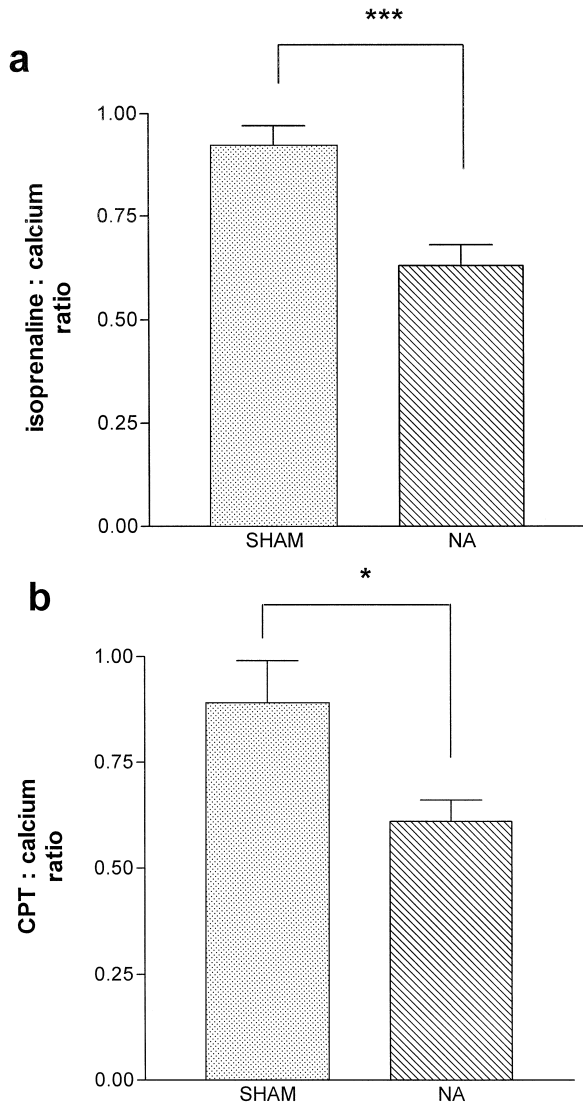 a
***
isoprenaline : calcium
ratio
1.00
0.75
0.50
0.25
0.00
SHAM
NA
b
*
CPT : calcium
ratio
1.00
0.75
0.50
0.25
0.00
SHAM
NA